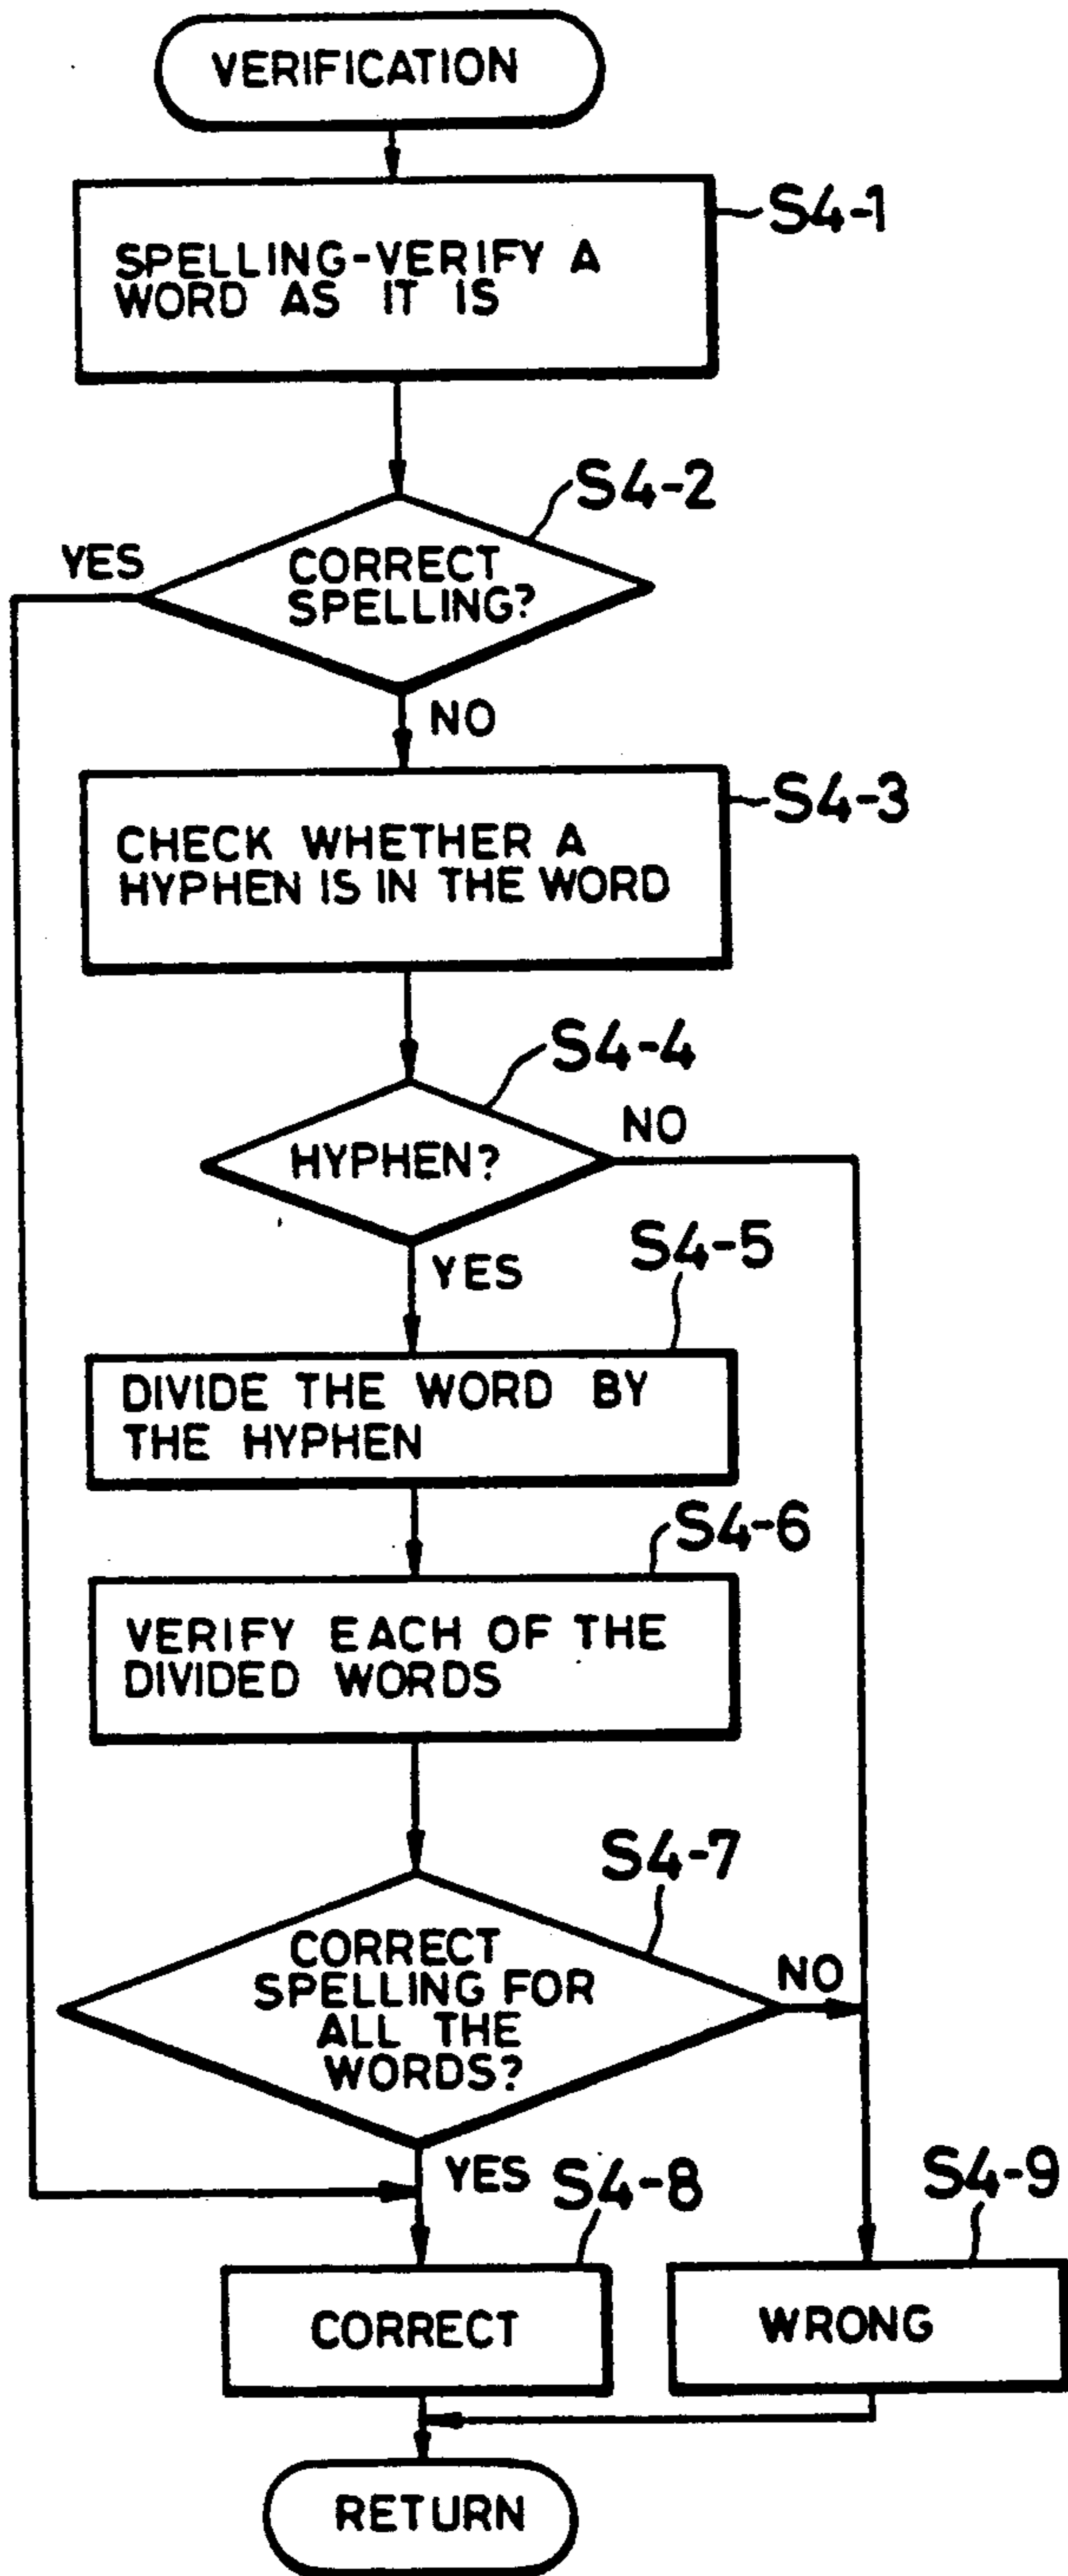 VERIFICATION
S4-1
SPELLING-VERIFY A
WORD AS IT IS
S4-2
YES
CORRECT
SPELLING?
NO
S4-3
CHECK WHETHER A
HYPHEN IS IN THE WORD
S4-4
NO
HYPHEN?
S4-5
YES
DIVIDE THE WORD BY
THE HYPHEN
S4-6
VERIFY EACH OF THE
DIVIDED WORDS
S4-7
CORRECT
SPELLING FOR
ALL THE
WORDS?
NO
YES
S4-8
S4-9
CORRECT
WRONG
RETURN